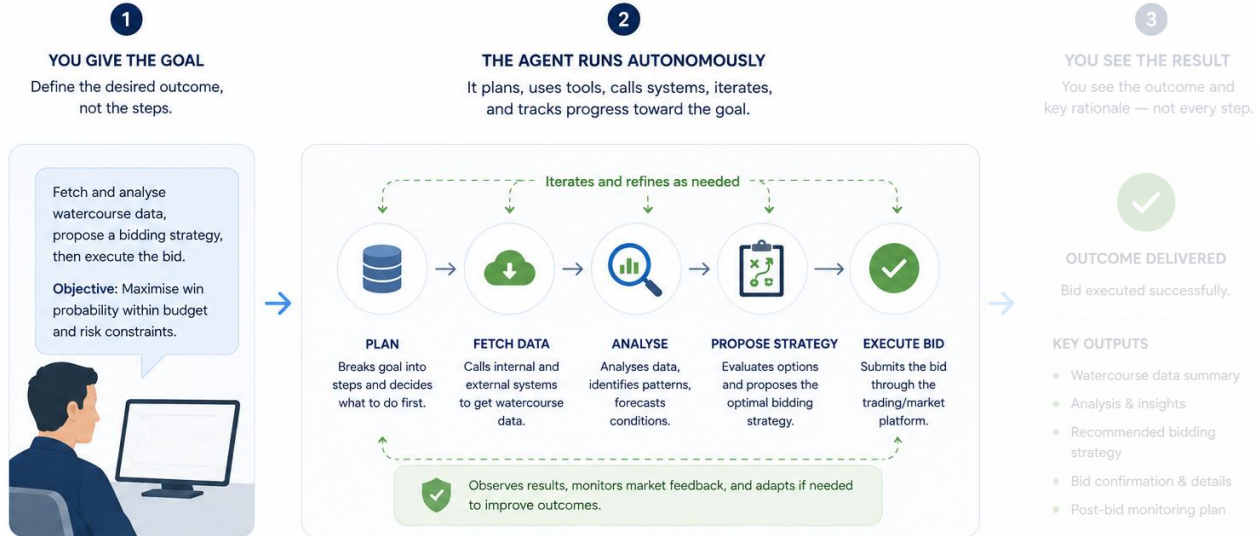 1
YOU GIVE THE GOAL
Define the desired outcome,
not the steps.
Fetch and analyse
watercourse data,
propose a bidding strategy,
then execute the bid.
Objective: Maximise win
probability within budget
and risk constraints.
2
THE AGENT RUNS AUTONOMOUSLY
It plans, uses tools, calls systems, iterates,
and tracks progress toward the goal.
Iterates and refines as needed
PLAN
Breaks goal into
steps and decides
what to do first.
FETCH DATA
Calls internal and
external systems
to get watercourse
data.
ANALYSE
Analyses data,
identifies patterns,
forecasts
conditions.
PROPOSE STRATEGY
Evaluates options
and proposes the
optimal bidding
strategy.
EXECUTE BID
Submits the bid
through the
trading/market
platform.
Observes results, monitors market feedback, and adapts if needed
to improve outcomes.
3
YOU SEE THE RESULT
You see the outcome and
key rationale — not every step.
OUTCOME DELIVERED
Bid executed successfully.
KEY OUTPUTS
Watercourse data summary
Analysis & insights
Recommended bidding
strategy
Bid confirmation & details
Post-bid monitoring plan